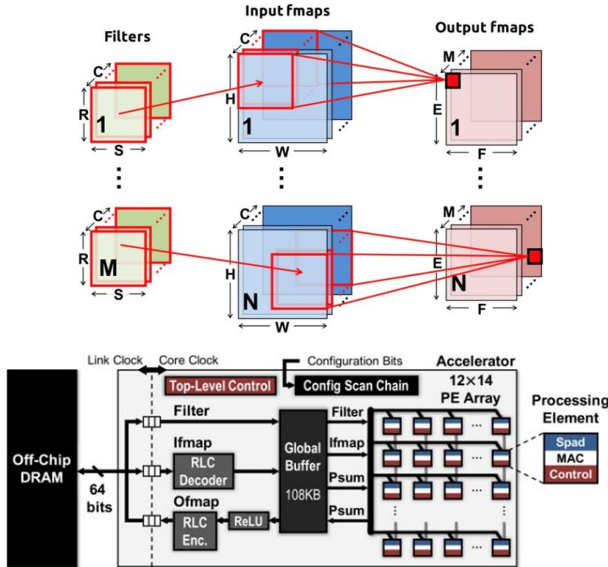 Filters
Input fmaps
Output fmaps
C
R
1
S
C
H
1
W
M
E
1
F
C
R
M
S
C
H
N
W
M
E
N
F
Link Clock
Core Clock
Configuration Bits
Top-Level Control
Config Scan Chain
Accelerator
12×14
PE Array
Processing
Element
Off-Chip
DRAM
64
bits
Filter
Ifmap
RLC
Decoder
Ofmap
RLC
Enc.
ReLU
Global
Buffer
108KB
Filter
Ifmap
Psum
Psum
Spad
MAC
Control